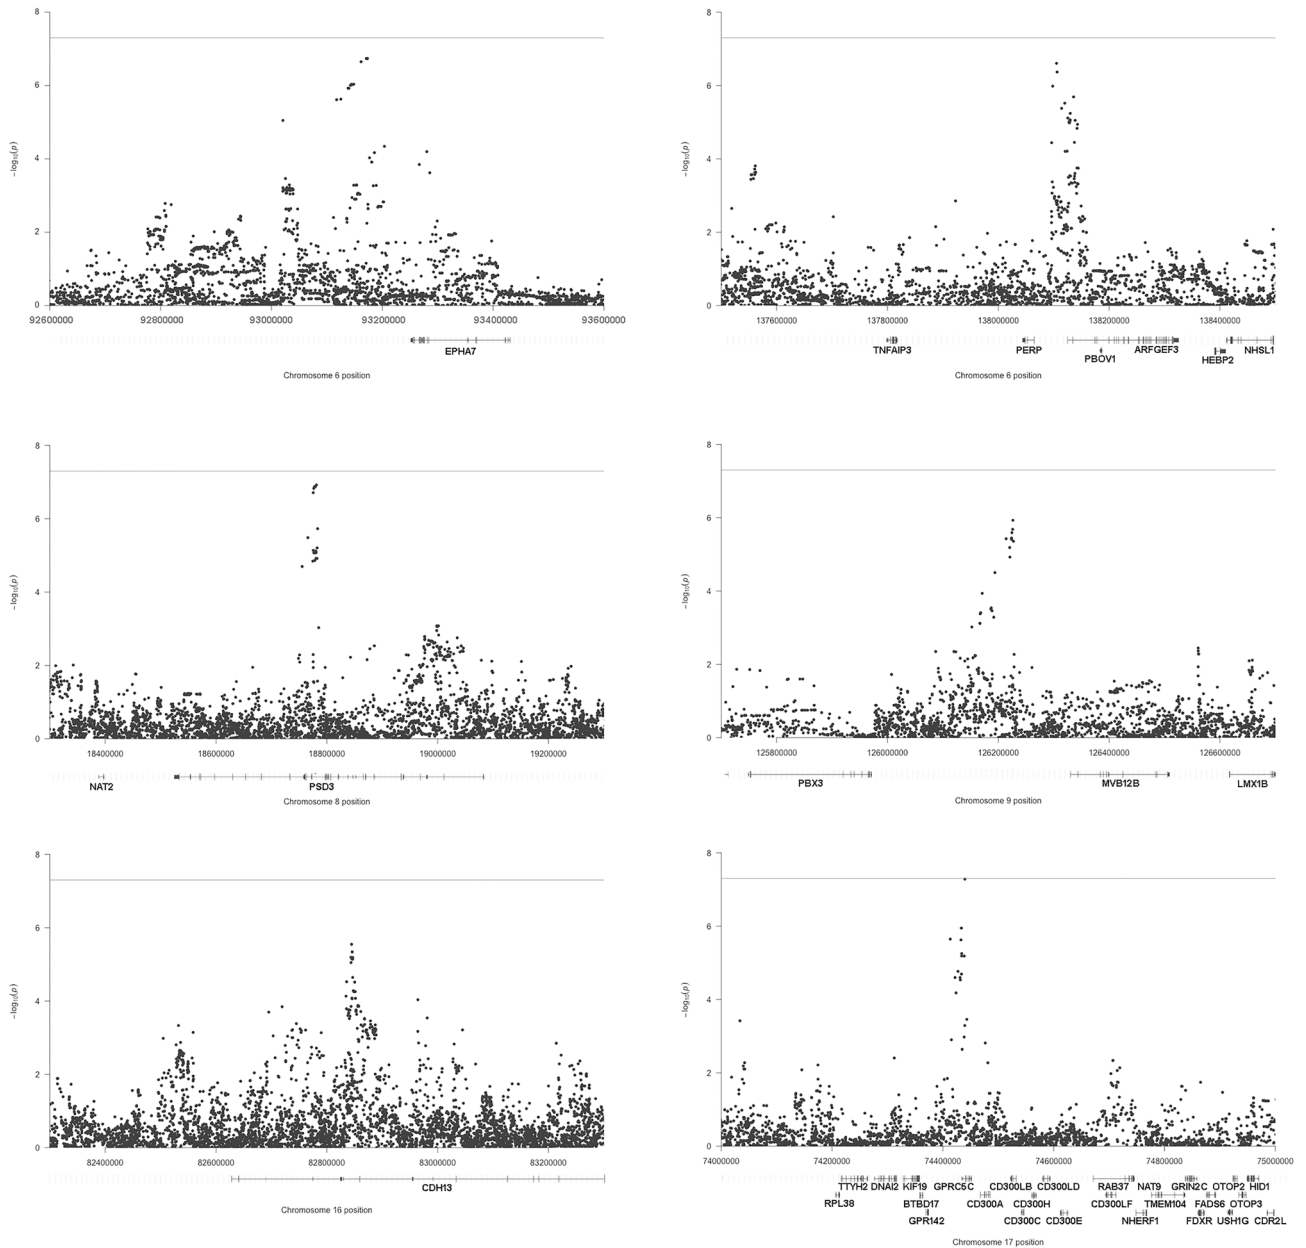 8
6
4
2
0
−log10(p)
92600000 92800000 93000000 93200000 93400000 93600000
EPHA7
Chromosome 6 position
8
6
4
2
0
−log10(p)
137600000 137800000 138000000 138200000 138400000
TNFAIP3 PERP ARFGEF3 NHSL1
PBOV1 HEBP2
Chromosome 6 position
8
6
4
2
0
−log10(p)
18400000 18600000 18800000 19000000 19200000
NAT2 PSD3
Chromosome 8 position
8
6
4
2
0
−log10(p)
125800000 126000000 126200000 126400000 126600000
PBX3 MVB12B LMX1B
Chromosome 9 position
8
6
4
2
0
−log10(p)
82400000 82600000 82800000 83000000 83200000
CDH13
Chromosome 16 position
8
6
4
2
0
−log10(p)
74000000 74200000 74400000 74600000 74800000 75000000
TTYH2 DNAI2 KIF19 GPRC5C CD300LB CD300LD RAB37 NAT9 GRIN2C OTOP2 HID1
RPL38 BTBD17 CD300A CD300H CD300LF TMEM104 FADS6 OTOP3
GPR142 CD300C CD300E NHERF1 FDXR USH1G CDR2L
Chromosome 17 position